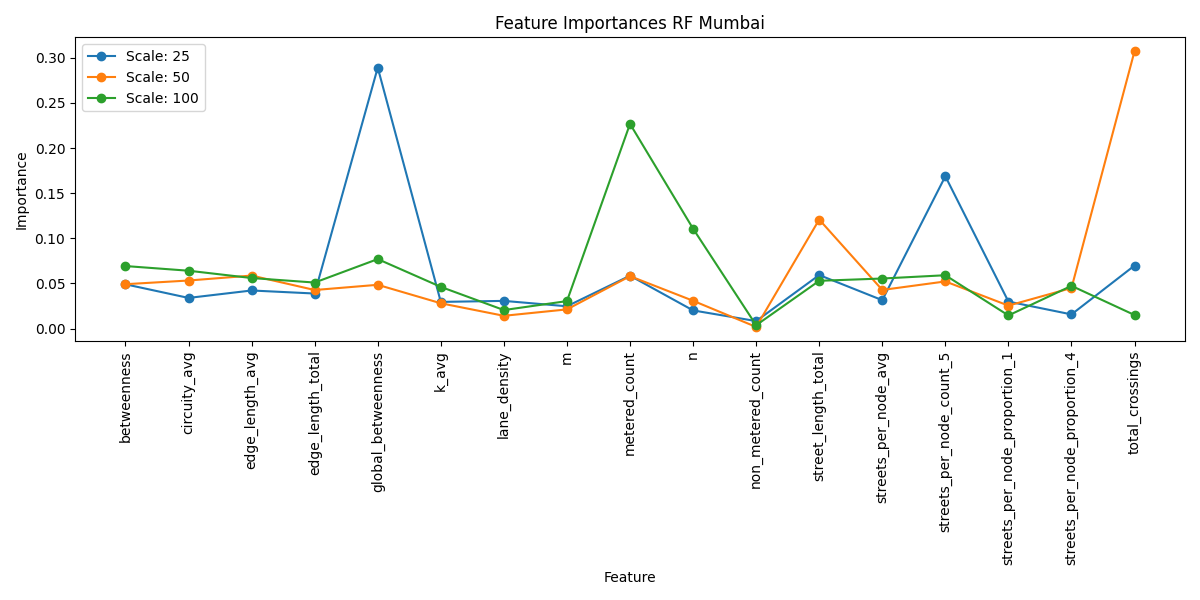 Feature Importances RF Mumbai
Scale: 25
Scale: 50
Scale: 100
Importance
0.30
0.25
0.20
0.15
0.10
0.05
0.00
betweenness
circuity_avg
edge_length_avg
edge_length_total
global_betweenness
k_avg
lane_density
m
metered_count
n
non_metered_count
street_length_total
streets_per_node_avg
streets_per_node_count_5
streets_per_node_proportion_1
streets_per_node_proportion_4
total_crossings
Feature